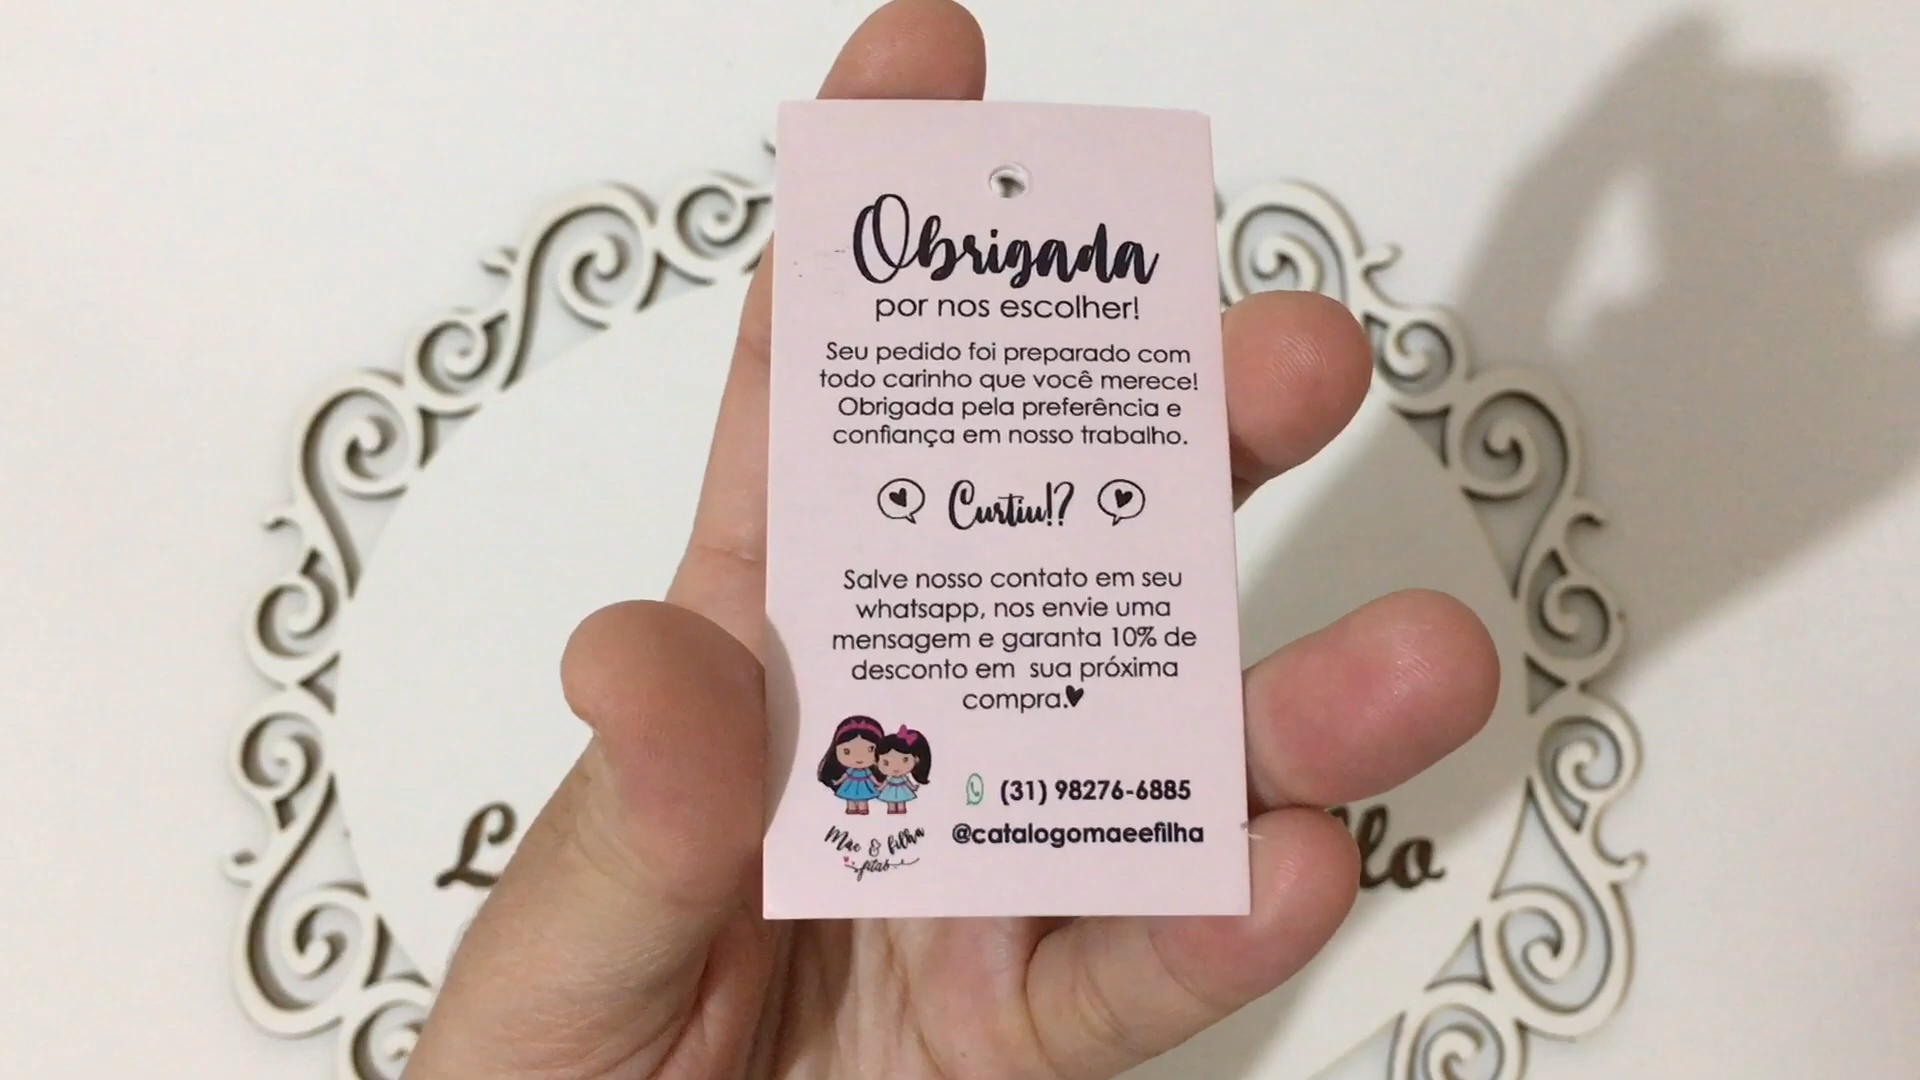 Obrigada
por nos escolher!
Seu pedido foi preparado com
todo carinho que você merece!
Obrigada pela preferência e
confiança em nosso trabalho.
Curtiu!?
Salve nosso contato em seu
whatsapp, nos envie uma
mensagem e garanta 10% de
desconto em sua próxima
compra.
(31) 98276-6885
@catalogomaeefilha
Mãe & filha
fitas